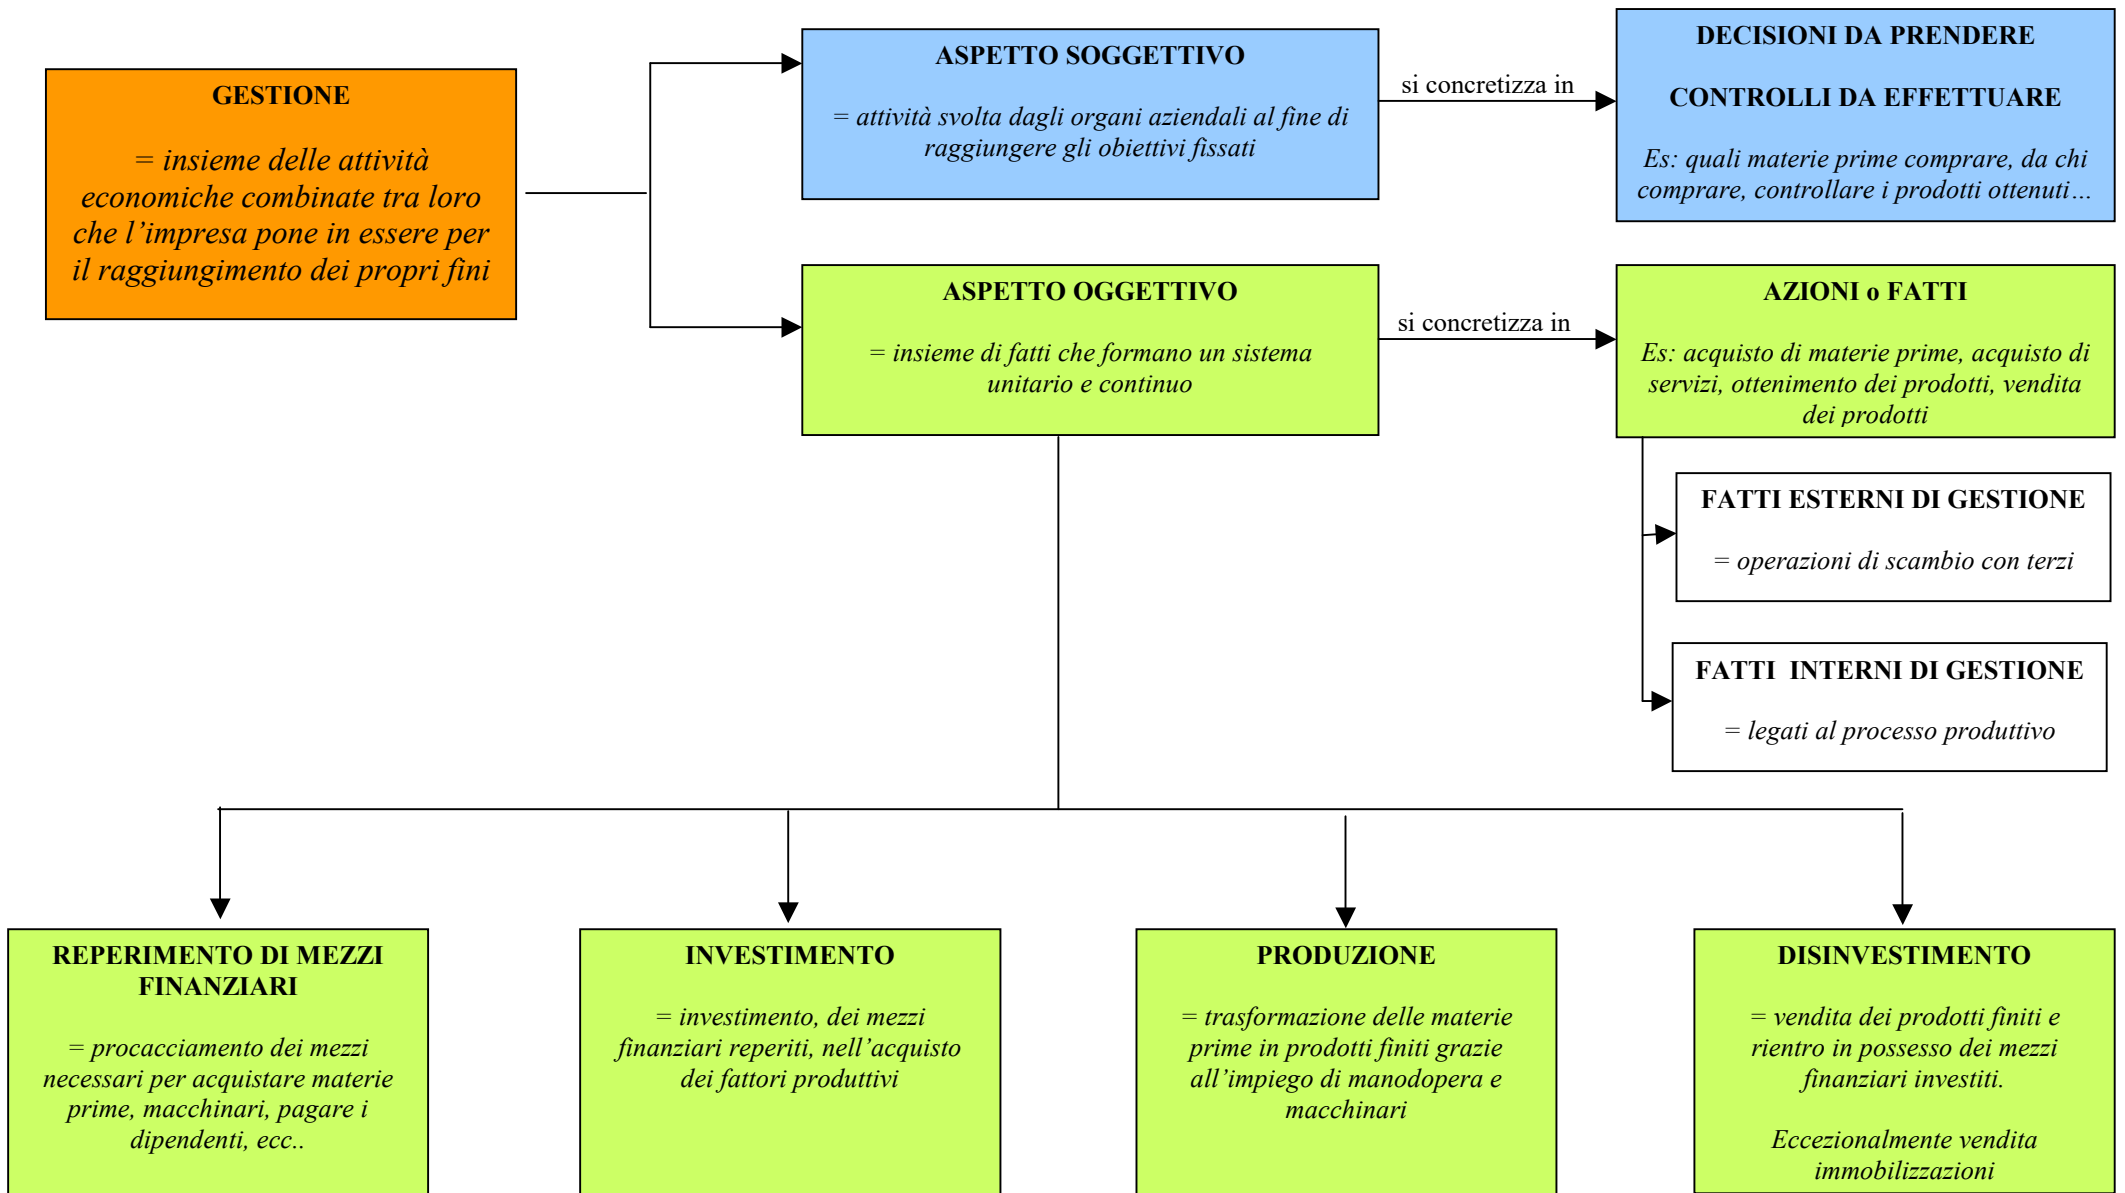 GESTIONE
= insieme delle attività
economiche combinate tra loro
che l’impresa pone in essere per
il raggiungimento dei propri fini
ASPETTO SOGGETTIVO
= attività svolta dagli organi aziendali al fine di
raggiungere gli obiettivi fissati
si concretizza in
DECISIONI DA PRENDERE
CONTROLLI DA EFFETTUARE
Es: quali materie prime comprare, da chi
comprare, controllare i prodotti ottenuti…
ASPETTO OGGETTIVO
= insieme di fatti che formano un sistema
unitario e continuo
si concretizza in
AZIONI o FATTI
Es: acquisto di materie prime, acquisto di
servizi, ottenimento dei prodotti, vendita
dei prodotti
FATTI ESTERNI DI GESTIONE
= operazioni di scambio con terzi
FATTI  INTERNI DI GESTIONE
= legati al processo produttivo
REPERIMENTO DI MEZZI
FINANZIARI
= procacciamento dei mezzi
necessari per acquistare materie
prime, macchinari, pagare i
dipendenti, ecc..
INVESTIMENTO
= investimento, dei mezzi
finanziari reperiti, nell’acquisto
dei fattori produttivi
PRODUZIONE
= trasformazione delle materie
prime in prodotti finiti grazie
all’impiego di manodopera e
macchinari
DISINVESTIMENTO
= vendita dei prodotti finiti e
rientro in possesso dei mezzi
finanziari investiti.
Eccezionalmente vendita
immobilizzazioni